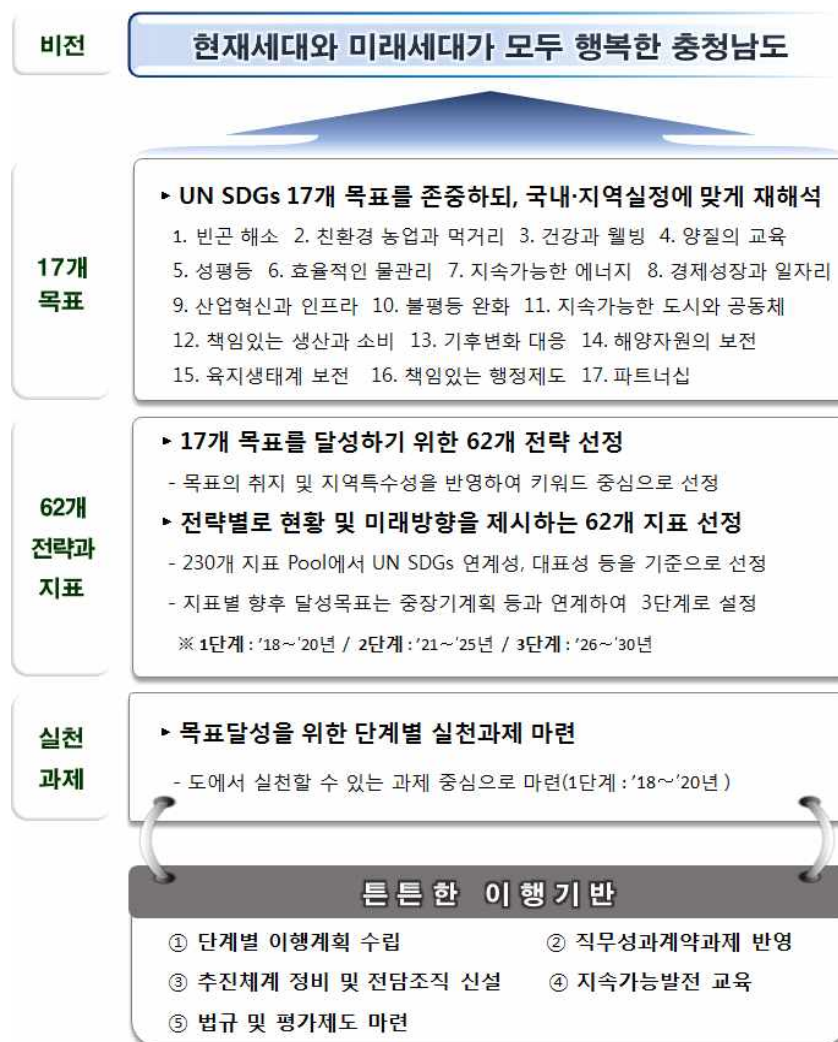 비전
현재세대와 미래세대가 모두 행복한 충청남도
17개
목표
▸ UN SDGs 17개 목표를 존중하되, 국내·지역실정에 맞게 재해석
1. 빈곤 해소 2. 친환경 농업과 먹거리 3. 건강과 웰빙 4. 양질의 교육
5. 성평등 6. 효율적인 물관리 7. 지속가능한 에너지 8. 경제성장과 일자리
9. 산업혁신과 인프라 10. 불평등 완화 11. 지속가능한 도시와 공동체
12. 책임있는 생산과 소비 13. 기후변화 대응 14. 해양자원의 보전
15. 육지생태계 보전 16. 책임있는 행정제도 17. 파트너십
62개
전략과
지표
▸ 17개 목표를 달성하기 위한 62개 전략 선정
- 목표의 취지 및 지역특수성을 반영하여 키워드 중심으로 선정
▸ 전략별로 현황 및 미래방향을 제시하는 62개 지표 선정
- 230개 지표 Pool에서 UN SDGs 연계성, 대표성 등을 기준으로 선정
- 지표별 향후 달성목표는 중장기계획 등과 연계하여 3단계로 설정
※ 1단계 : '18～'20년 / 2단계 : '21～'25년 / 3단계 : '26～'30년
실천
과제
▸ 목표달성을 위한 단계별 실천과제 마련
- 도에서 실천할 수 있는 과제 중심으로 마련(1단계 : '18～'20년 )
튼튼한 이행기반
① 단계별 이행계획 수립 ② 직무성과계약과제 반영
③ 추진체계 정비 및 전담조직 신설 ④ 지속가능발전 교육
⑤ 법규 및 평가제도 마련